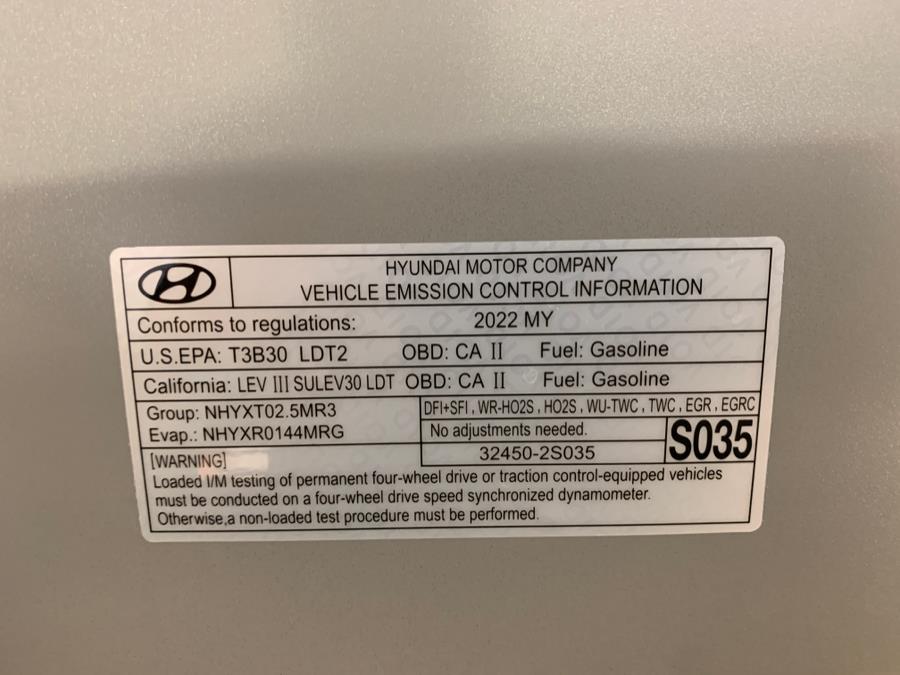 HYUNDAI MOTOR COMPANY
VEHICLE EMISSION CONTROL INFORMATION
Conforms to regulations: 2022 MY
U.S.EPA: T3B30 LDT2 OBD: CA II Fuel: Gasoline
California: LEV III SULEV30 LDT OBD: CA II Fuel: Gasoline
Group: NHYXT02.5MR3
Evap.: NHYXR0144MRG
DFI+SFI , WR-HO2S , HO2S , WU-TWC , TWC , EGR , EGRC
No adjustments needed.
32450-2S035
S035
[WARNING]
Loaded I/M testing of permanent four-wheel drive or traction control-equipped vehicles
must be conducted on a four-wheel drive speed synchronized dynamometer.
Otherwise,a non-loaded test procedure must be performed.